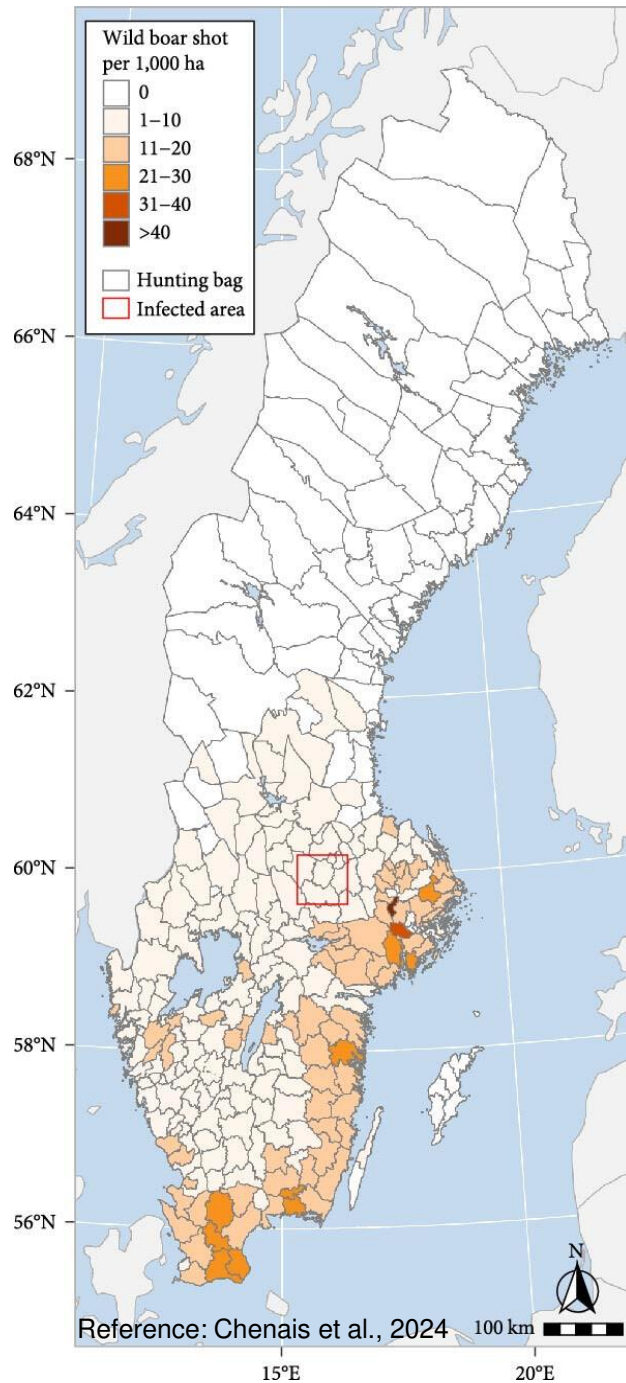 Wild boar shot
per 1,000 ha
0
1–10
11–20
21–30
31–40
>40
Hunting bag
Infected area
68°N
66°N
64°N
62°N
60°N
58°N
56°N
N
Reference: Chenais et al., 2024
100 km
15°E
20°E